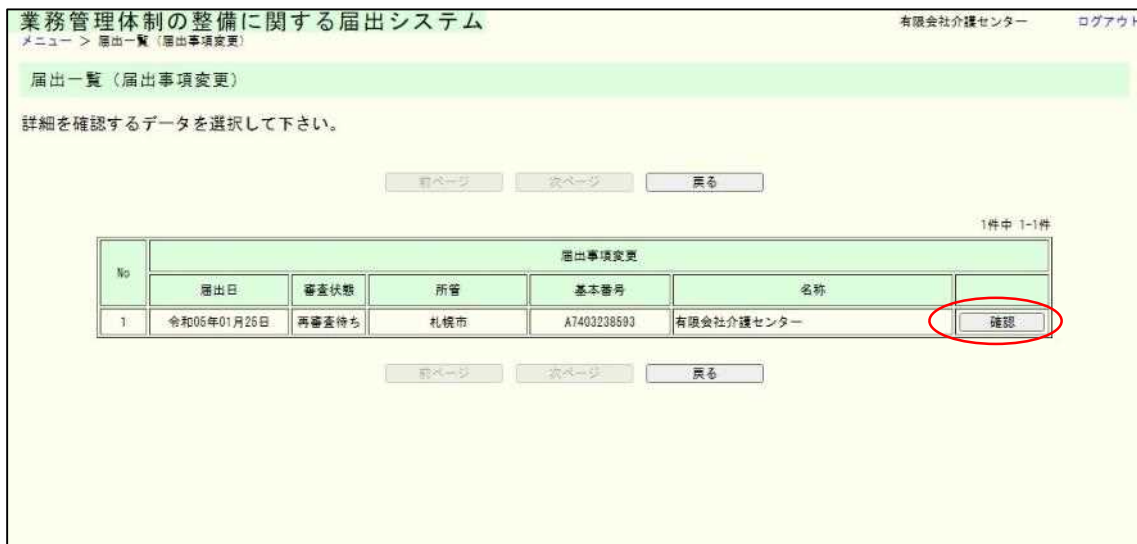 業務管理体制の整備に関する届出システム 有限会社介護センター ログアウト
メニュー > 届出一覧（届出事項変更）
届出一覧（届出事項変更）
詳細を確認するデータを選択して下さい。
前ページ 次ページ 戻る
1件中 1-1件
No 届出事項変更
届出日 審査状態 所管 基本番号 名称
1 令和05年01月25日 再審査待ち 札幌市 A7403238593 有限会社介護センター 確認
前ページ 次ページ 戻る